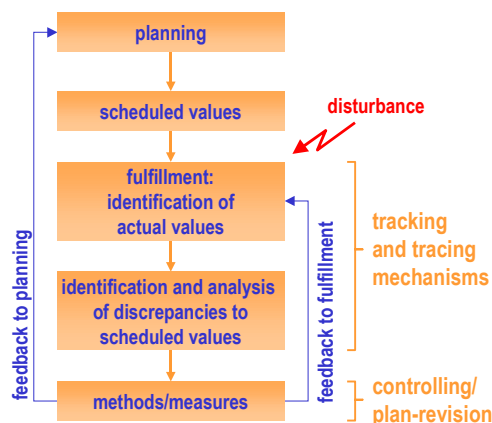 planning
scheduled values
disturbance
fulfillment:
identification of
actual values
tracking
and tracing
mechanisms
feedback to planning
feedback to fulfillment
identification and analysis
of discrepancies to
scheduled values
methods/measures
controlling/
plan-revision